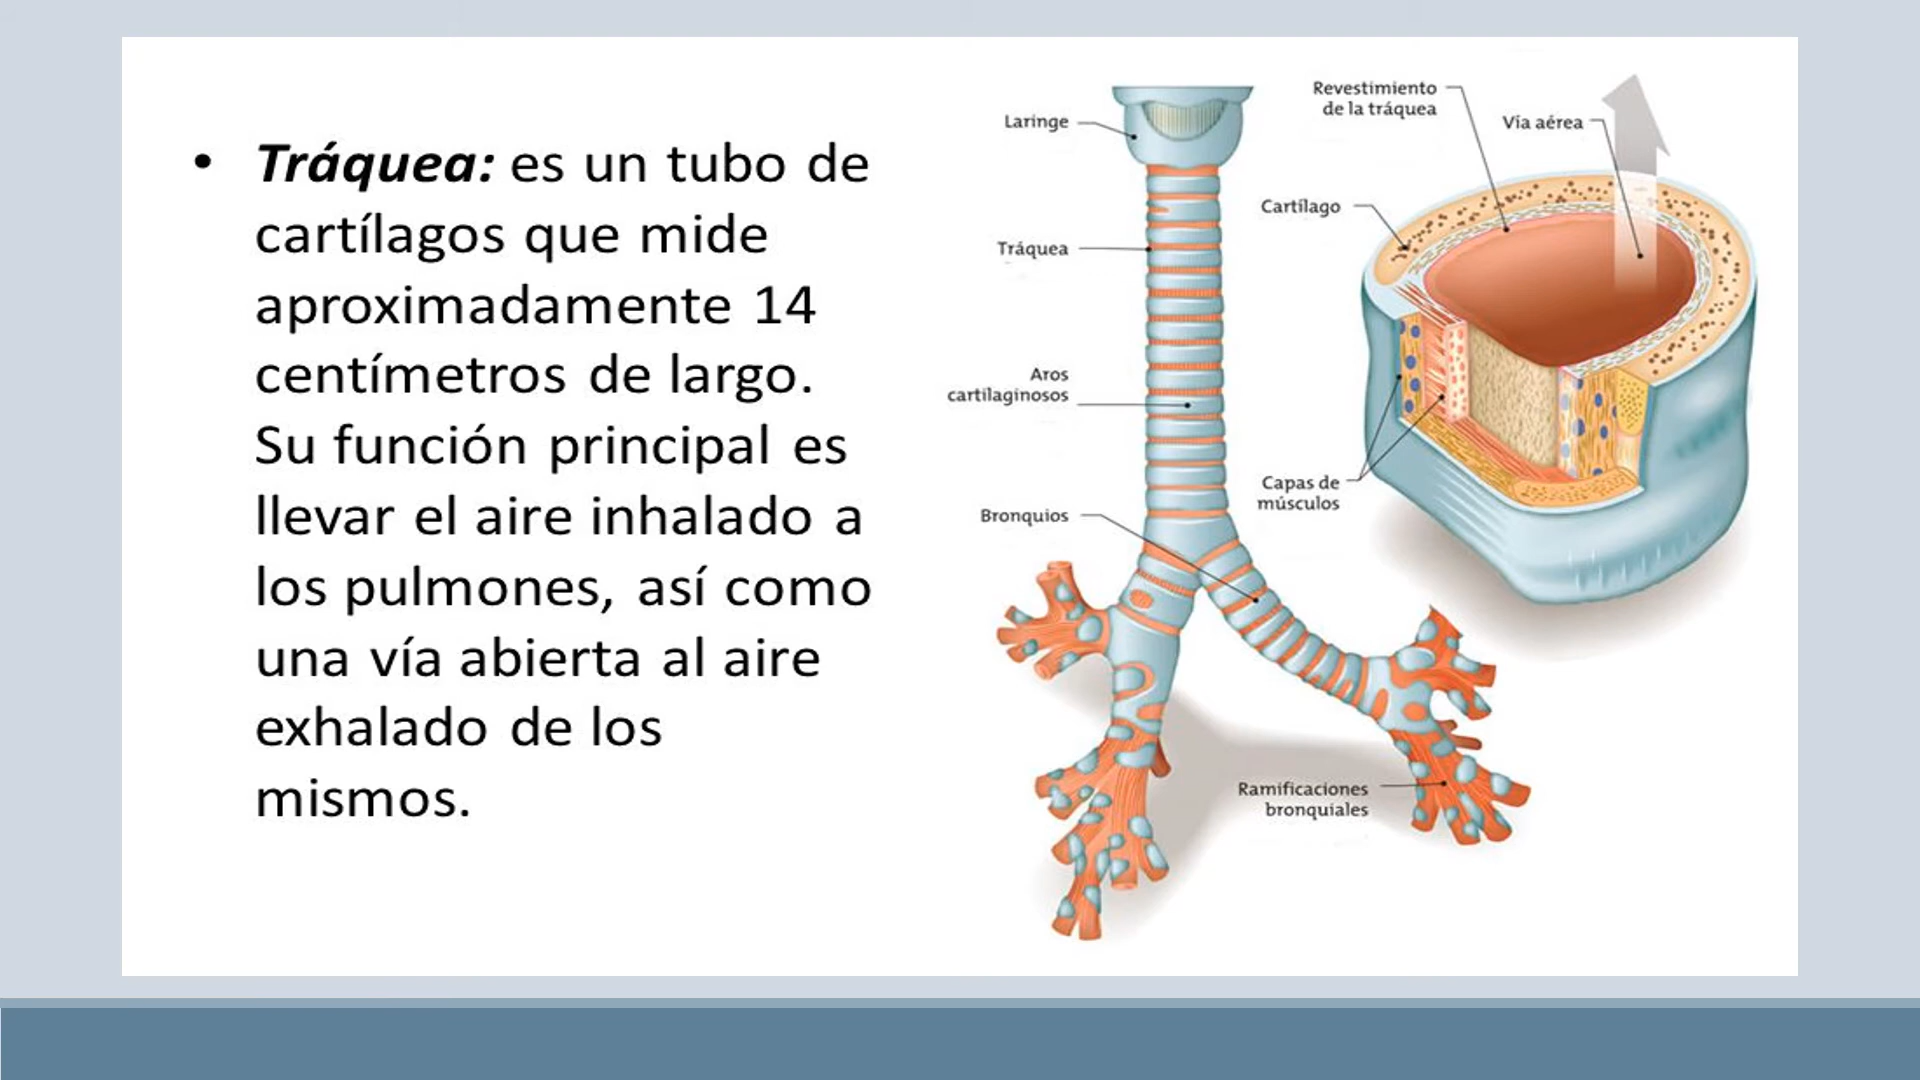 • Tráquea: es un tubo de
cartílagos que mide
aproximadamente 14
centímetros de largo.
Su función principal es
llevar el aire inhalado a
los pulmones, así como
una vía abierta al aire
exhalado de los
mismos.
Laringe
Tráquea
Aros
cartilaginosos
Bronquios
Ramificaciones
bronquiales
Revestimiento
de la tráquea
Vía aérea
Cartílago
Capas de
músculos